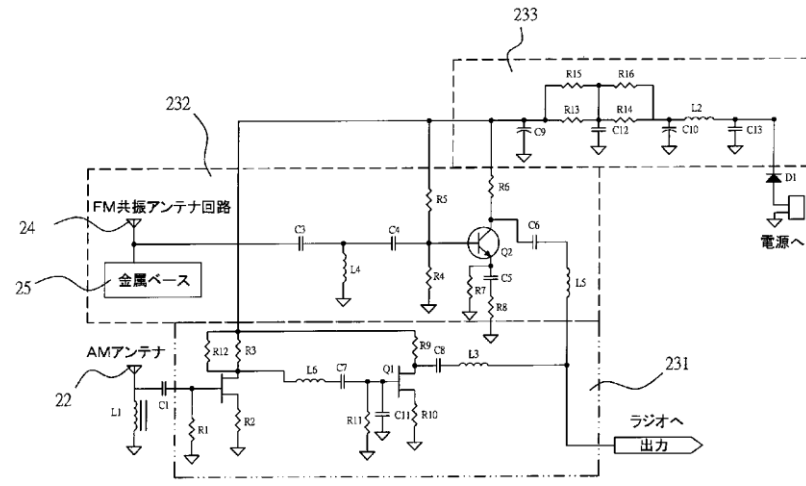 233
R15
R16
R13
R14
L2
C9
C12
C10
C13
232
D1
R6
R5
24
FM共振アンテナ回路
C3
C4
C6
電源へ
Q2
25
金属ベース
L4
R4
C5
R7
R8
L5
AMアンテナ
R12
R3
R9
C8
L3
231
22
L6
C7
Q1
C1
L1
R1
R2
R11
C11
R10
ラジオへ
出力